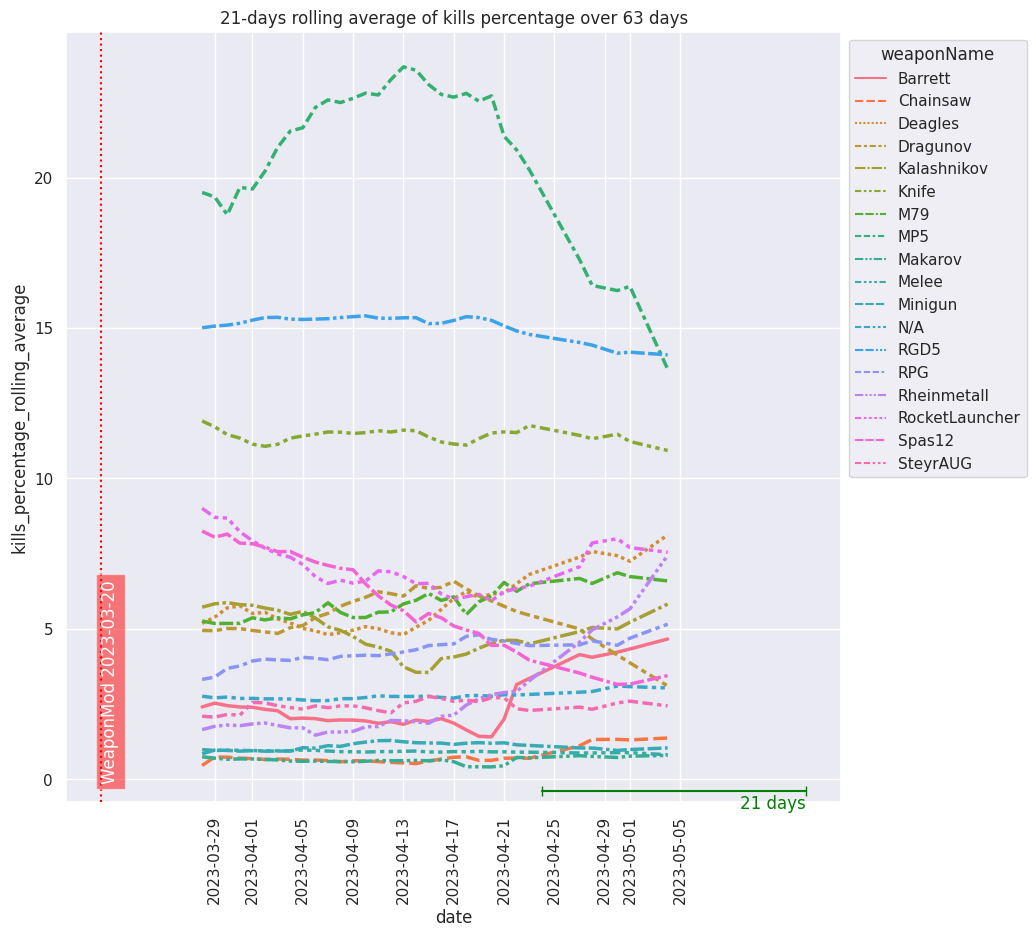 21-days rolling average of kills percentage over 63 days
kills_percentage_rolling_average
20
15
10
5
0
WeaponMod 2023-03-20
21 days
2023-03-29
2023-04-01
2023-04-05
2023-04-09
2023-04-13
2023-04-17
2023-04-21
2023-04-25
2023-04-29
2023-05-01
2023-05-05
date
weaponName
Barrett
Chainsaw
Deagles
Dragunov
Kalashnikov
Knife
M79
MP5
Makarov
Melee
Minigun
N/A
RGD5
RPG
Rheinmetall
RocketLauncher
Spas12
SteyrAUG